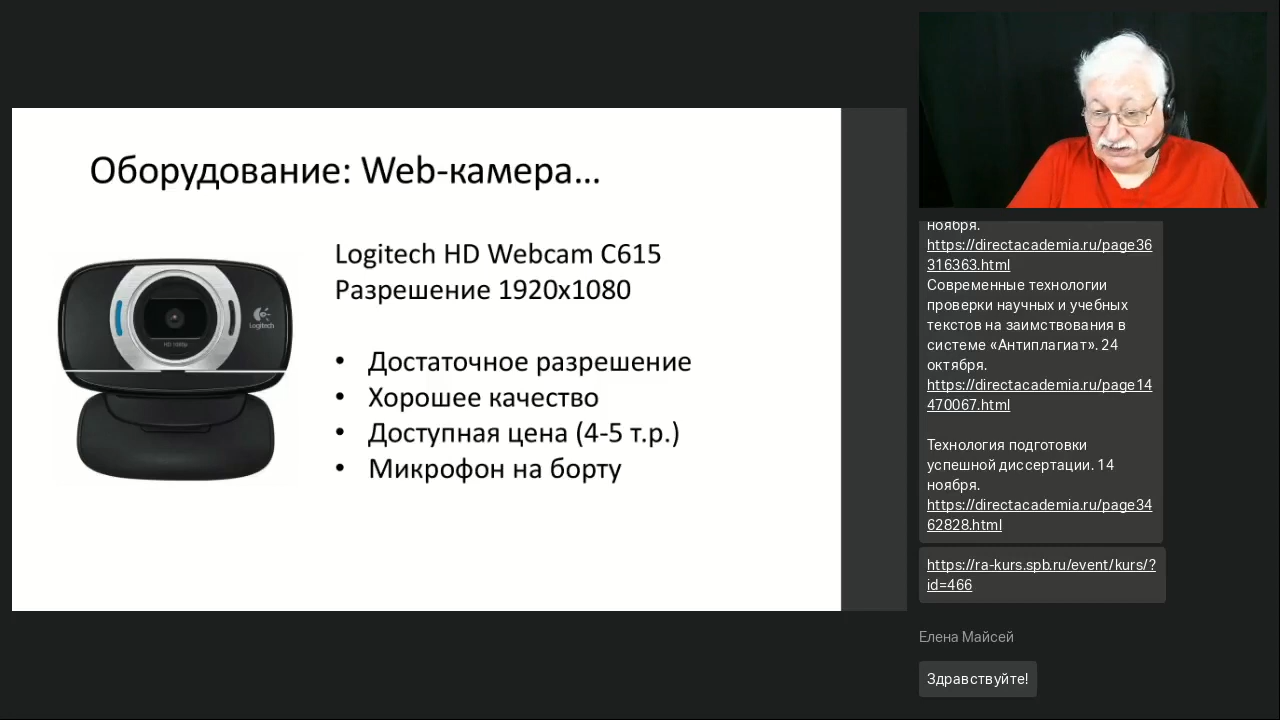 Оборудование: Web-камера...
Logitech HD Webcam C615
Разрешение 1920x1080
• Достаточное разрешение
• Хорошее качество
• Доступная цена (4-5 т.р.)
• Микрофон на борту
Logitech
HD 1080p
ноября.
https://directacademia.ru/page36
316363.html
Современные технологии
проверки научных и учебных
текстов на заимствования в
системе «Антиплагиат». 24
октября.
https://directacademia.ru/page14
470067.html
Технология подготовки
успешной диссертации. 14
ноября.
https://directacademia.ru/page34
62828.html
https://ra-kurs.spb.ru/event/kurs/?
id=466
Елена Майсей
Здравствуйте!